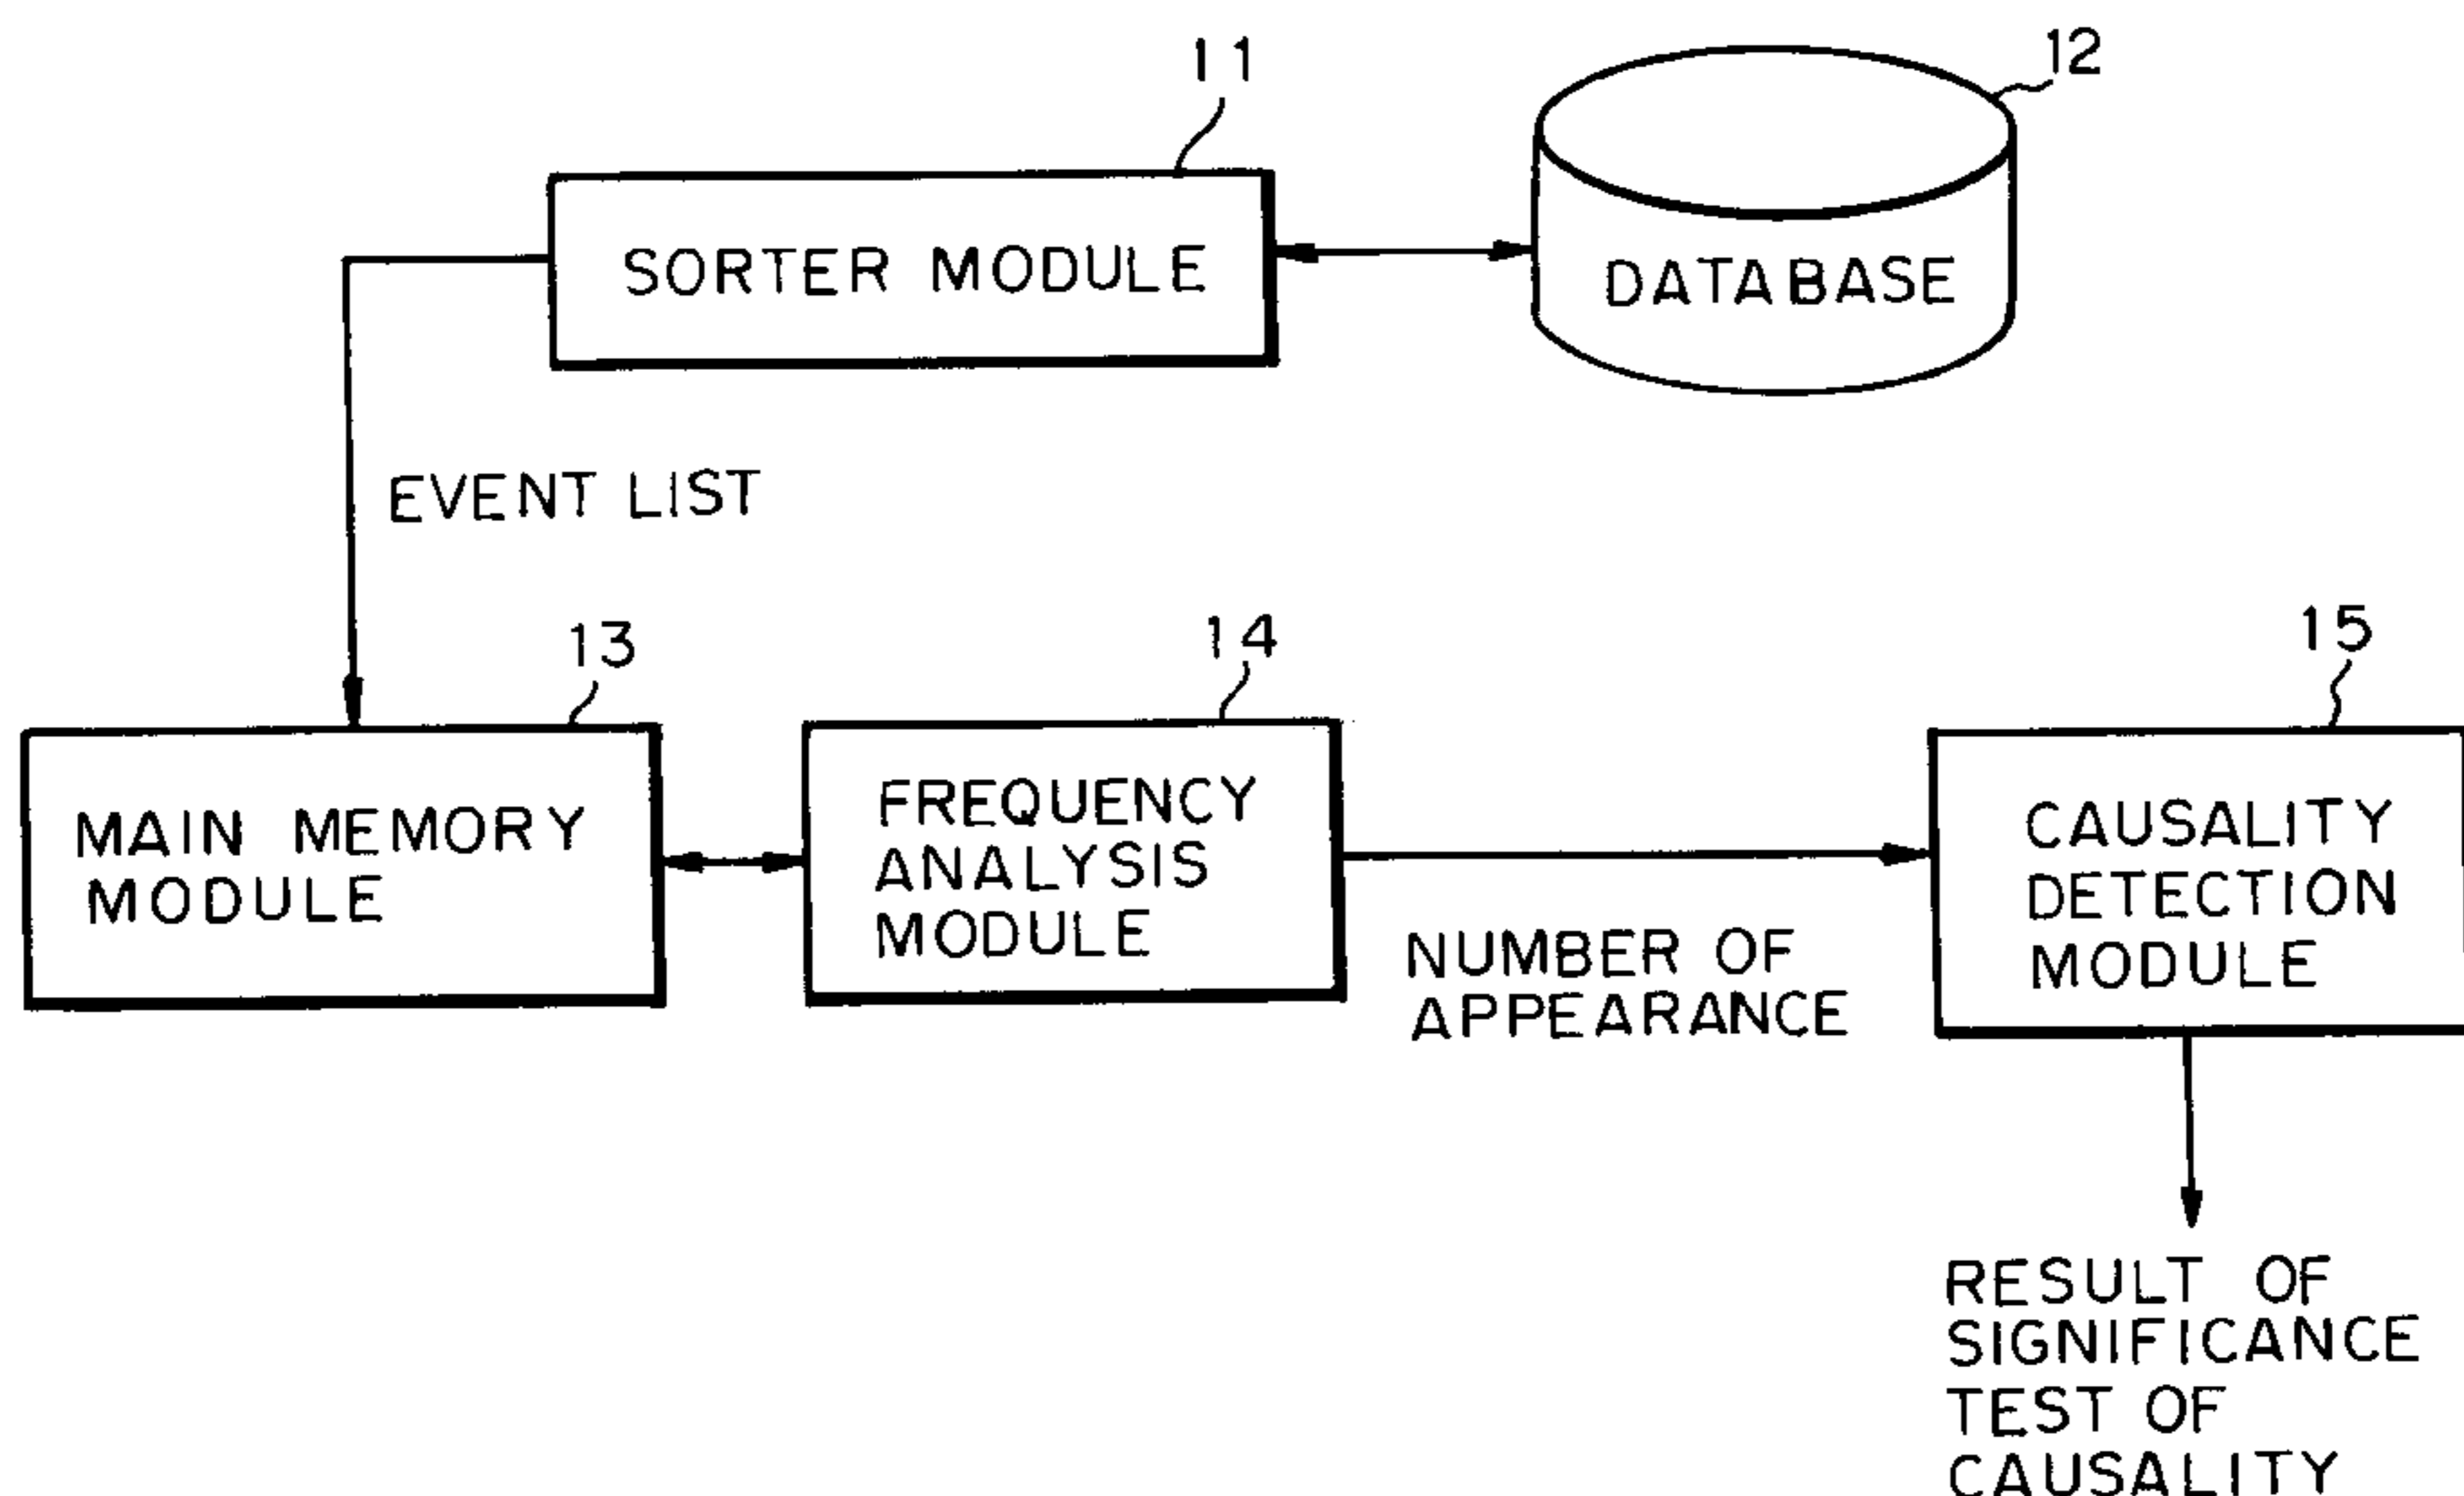 11
12
SORTER MODULE
DATABASE
EVENT LIST
13
14
15
MAIN MEMORY
MODULE
FREQUENCY
ANALYSIS
MODULE
NUMBER OF
APPEARANCE
CAUSALITY
DETECTION
MODULE
RESULT OF
SIGNIFICANCE
TEST OF
CAUSALITY